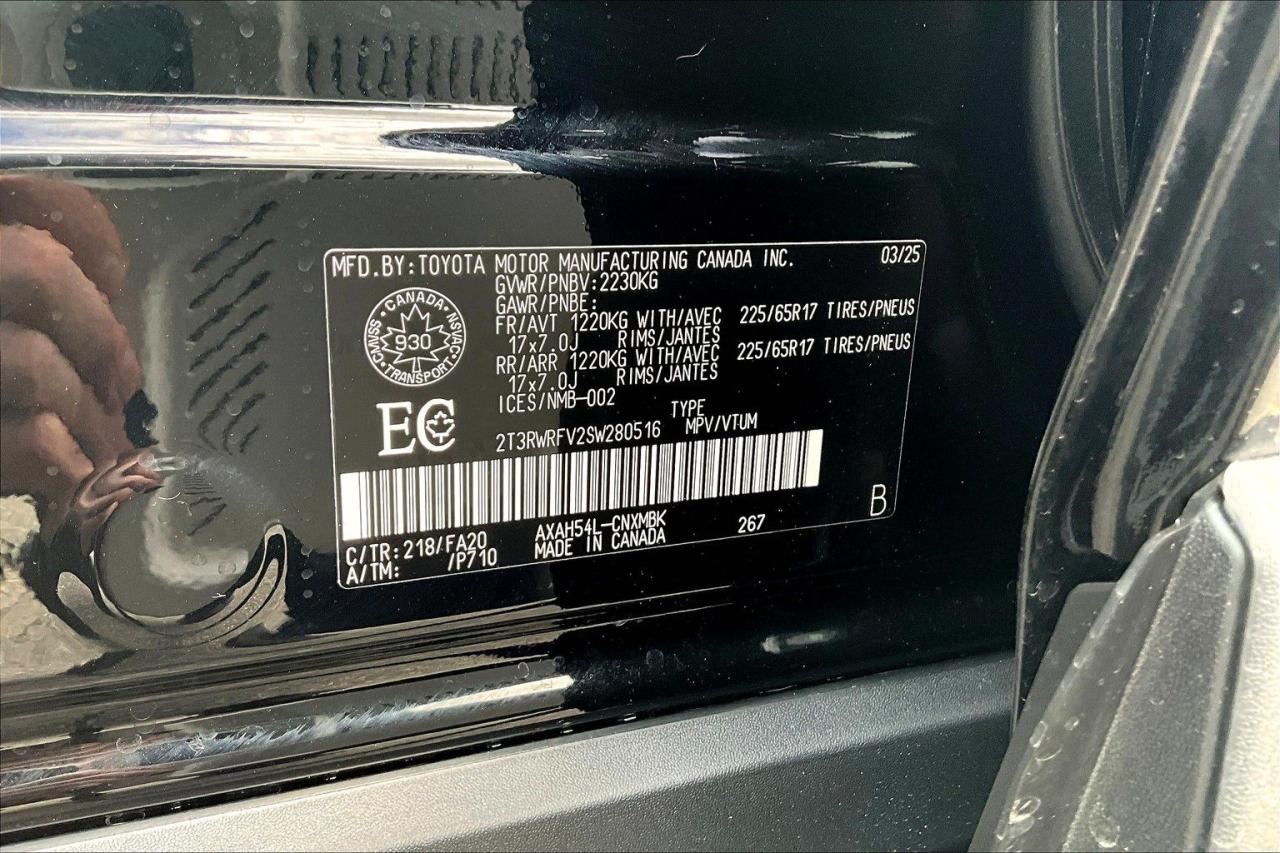 MFD.BY:TOYOTA MOTOR MANUFACTURING CANADA INC. 03/25
GVWR/PNBV:2230KG
GAWR/PNBE:
FR/AVT 1220KG WITH/AVEC 225/65R17 TIRES/PNEUS
17x7.0J RIMS/JANTES
RR/ARR 1220KG WITH/AVEC 225/65R17 TIRES/PNEUS
17x7.0J RIMS/JANTES
ICES/NMB-002
CANADA
CMVSS 930 NSVAC
TRANSPORT
EC
TYPE
2T3RWRFV2SW280516 MPV/VTUM
B
C/TR:218/FA20 AXAH54L-CNXMBK 267
A/TM: /P710 MADE IN CANADA